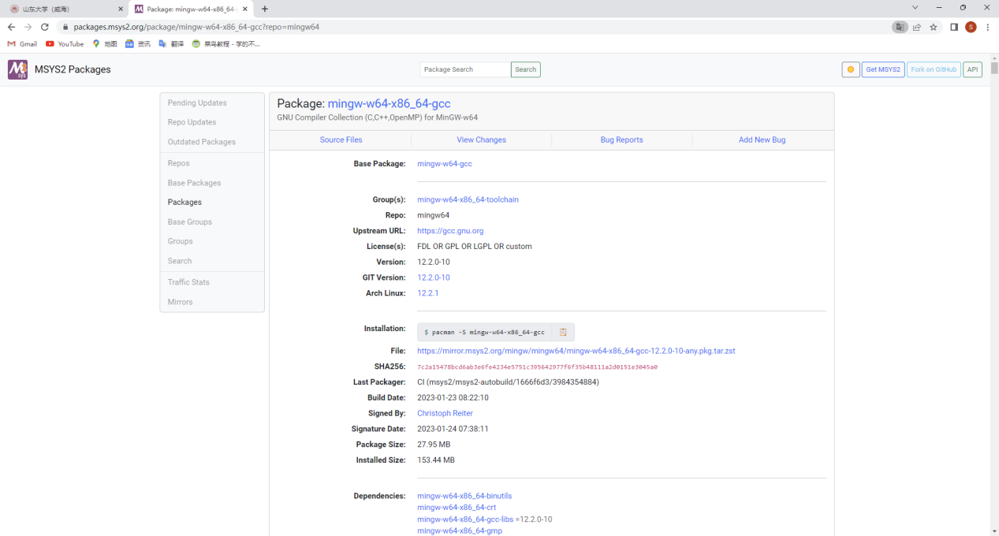 山东大学（威海）
Package: mingw-w64-x86_64-
packages.msys2.org/package/mingw-w64-x86_64-gcc?repo=mingw64
S
Gmail
YouTube
地图
资讯
翻译
菜鸟教程 - 学的不...
MSYS2 Packages
Package Search
Search
Get MSYS2
Fork on GitHub
API
Pending Updates
Repo Updates
Outdated Packages
Repos
Base Packages
Packages
Base Groups
Groups
Search
Traffic Stats
Mirrors
Package: mingw-w64-x86_64-gcc
GNU Compiler Collection (C,C++,OpenMP) for MinGW-w64
Source Files
View Changes
Bug Reports
Add New Bug
Base Package: mingw-w64-gcc
Group(s): mingw-w64-x86_64-toolchain
Repo: mingw64
Upstream URL: https://gcc.gnu.org
License(s): FDL OR GPL OR LGPL OR custom
Version: 12.2.0-10
GIT Version: 12.2.0-10
Arch Linux: 12.2.1
Installation: $ pacman -S mingw-w64-x86_64-gcc
File: https://mirror.msys2.org/mingw/mingw64/mingw-w64-x86_64-gcc-12.2.0-10-any.pkg.tar.zst
SHA256: 7c2a15478bcd6ab3e6fe4234e5751c395642977f6f35b48111a2d0151e3045a0
Last Packager: CI (msys2/msys2-autobuild/1666f6d3/3984354884)
Build Date: 2023-01-23 08:22:10
Signed By: Christoph Reiter
Signature Date: 2023-01-24 07:38:11
Package Size: 27.95 MB
Installed Size: 153.44 MB
Dependencies: mingw-w64-x86_64-binutils
mingw-w64-x86_64-crt
mingw-w64-x86_64-gcc-libs =12.2.0-10
mingw-w64-x86_64-gmp